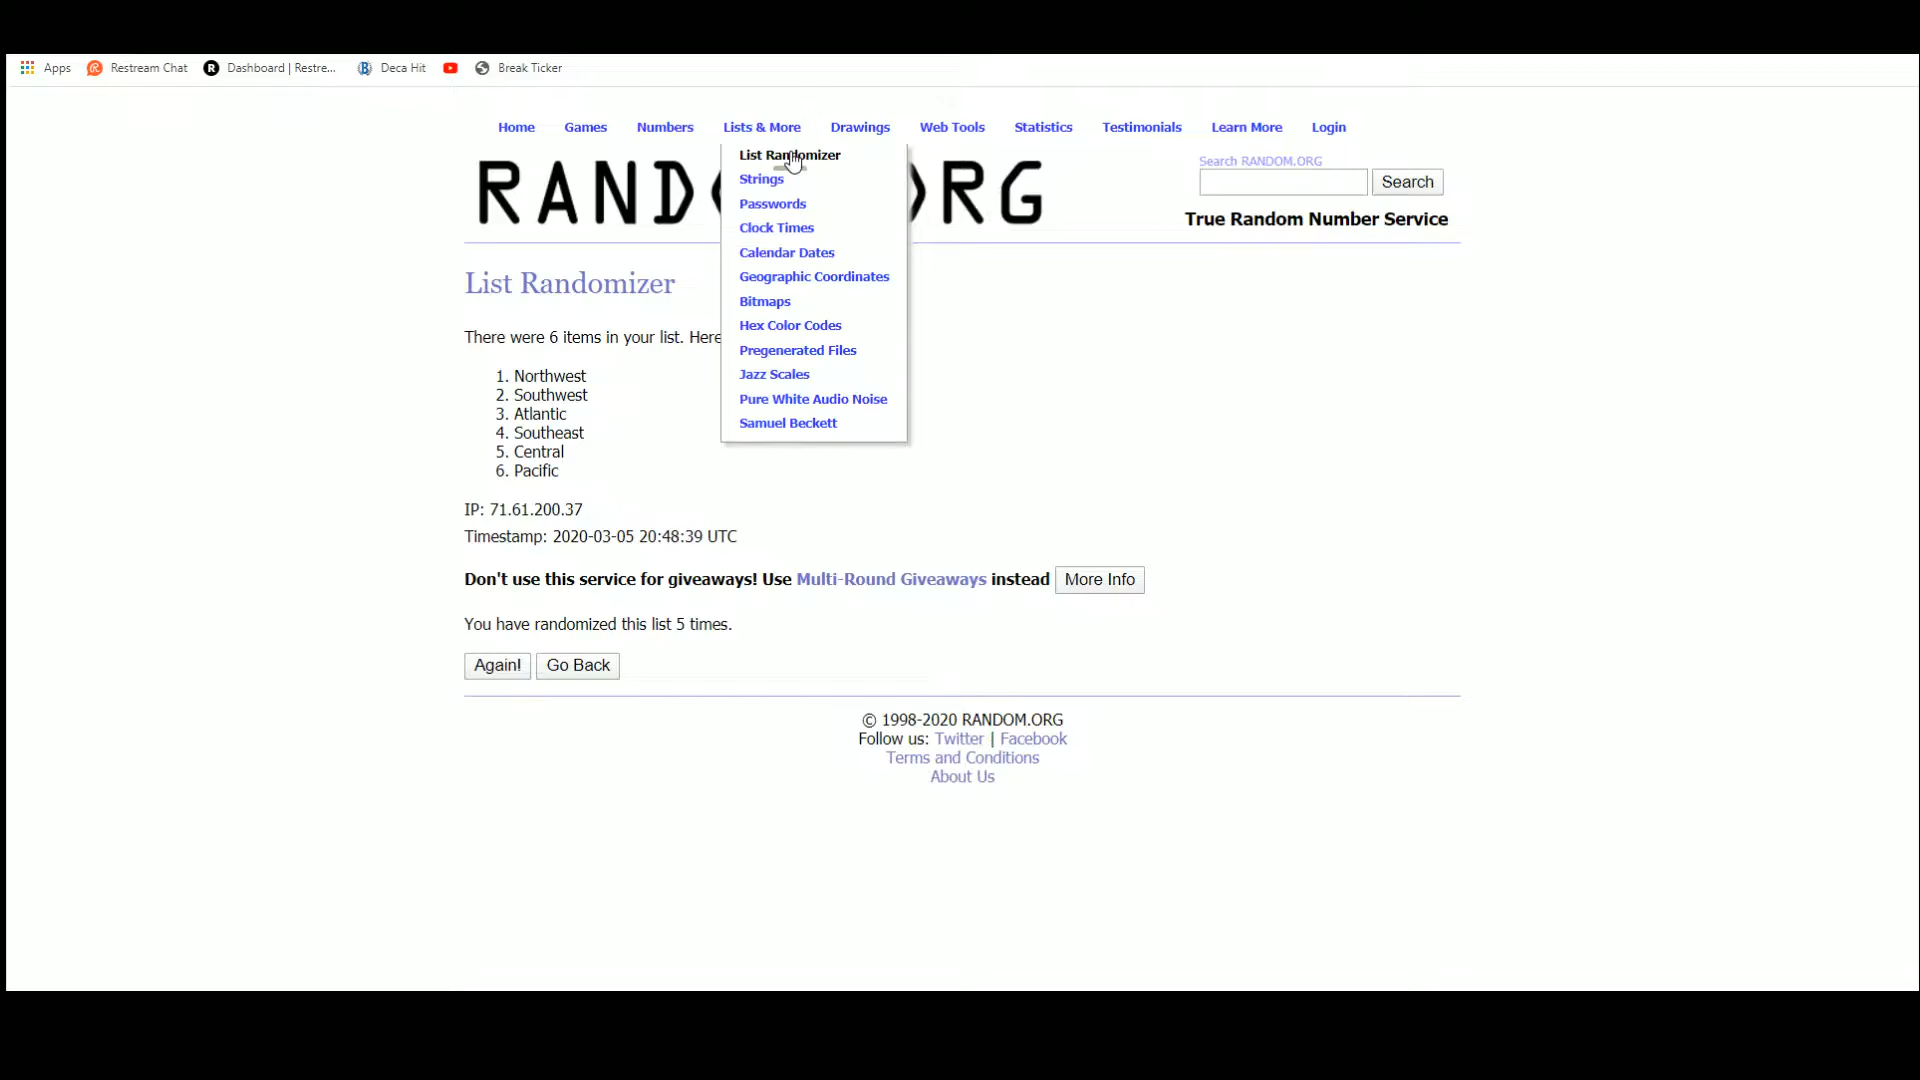 Apps Restream Chat Dashboard | Restre... Deca Hit Break Ticker
Home Games Numbers Lists & More Drawings Web Tools Statistics Testimonials Learn More Login
List Randomizer
Strings
Passwords
Clock Times
Calendar Dates
Geographic Coordinates
Bitmaps
Hex Color Codes
Pregenerated Files
Jazz Scales
Pure White Audio Noise
Samuel Beckett
RAND RG
Search RANDOM.ORG
Search
True Random Number Service
List Randomizer
There were 6 items in your list. Here
1. Northwest
2. Southwest
3. Atlantic
4. Southeast
5. Central
6. Pacific
IP: 71.61.200.37
Timestamp: 2020-03-05 20:48:39 UTC
Don't use this service for giveaways! Use Multi-Round Giveaways instead More Info
You have randomized this list 5 times.
Again! Go Back
© 1998-2020 RANDOM.ORG
Follow us: Twitter | Facebook
Terms and Conditions
About Us